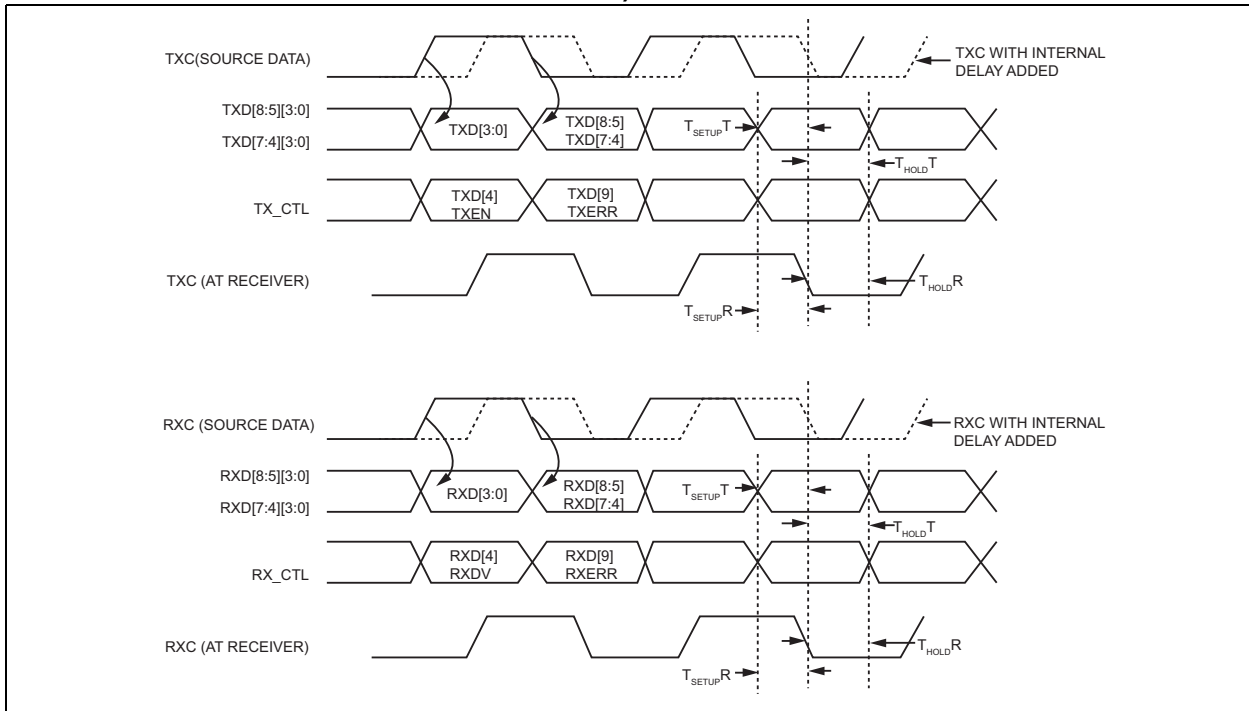 TXC(SOURCE DATA)
TXC WITH INTERNAL
DELAY ADDED
TXD[8:5][3:0]
TXD[7:4][3:0]
TXD[3:0]
TXD[8:5]
TXD[7:4]
TSETUPT
THOLDT
TX_CTL
TXD[4]
TXEN
TXD[9]
TXERR
TXC (AT RECEIVER)
THOLDR
TSETUPR
RXC (SOURCE DATA)
RXC WITH INTERNAL
DELAY ADDED
RXD[8:5][3:0]
RXD[7:4][3:0]
RXD[3:0]
RXD[8:5]
RXD[7:4]
TSETUPT
THOLDT
RX_CTL
RXD[4]
RXDV
RXD[9]
RXERR
RXC (AT RECEIVER)
THOLDR
TSETUPR